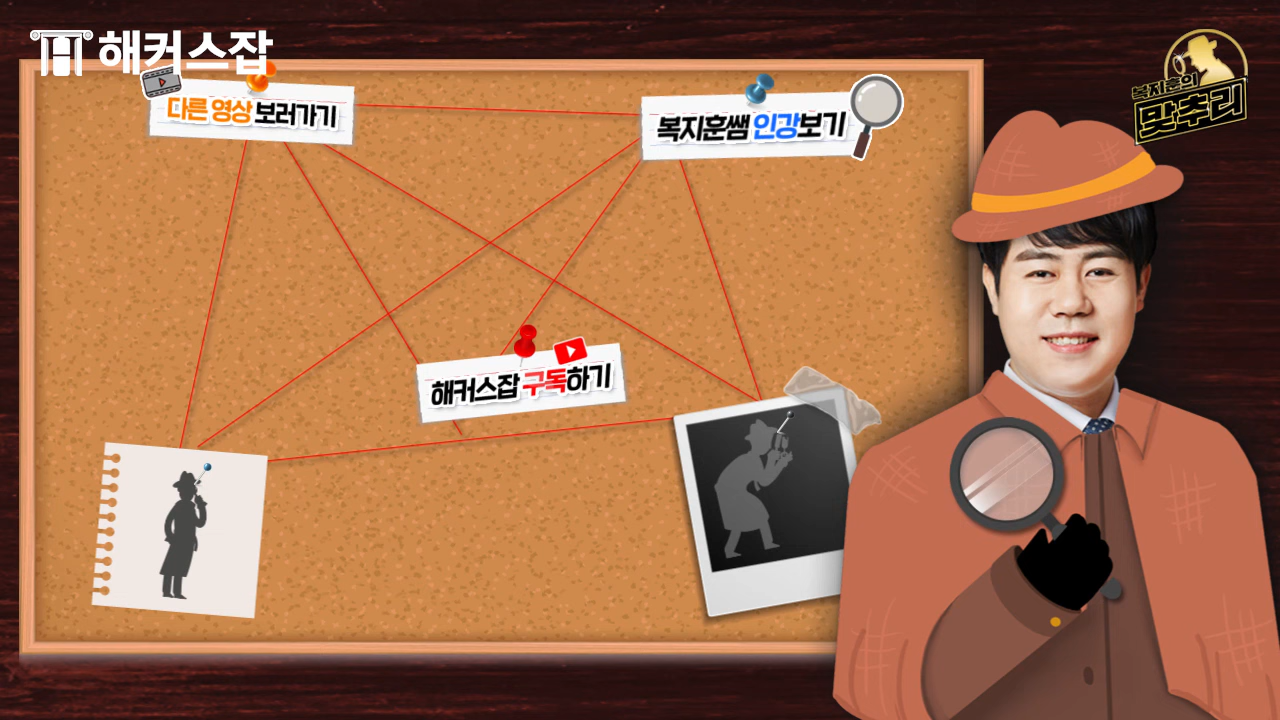 해커스잡
다른 영상 보러가기
복지훈쌤 인강보기
복지훈의
맛추리
해커스잡 구독하기